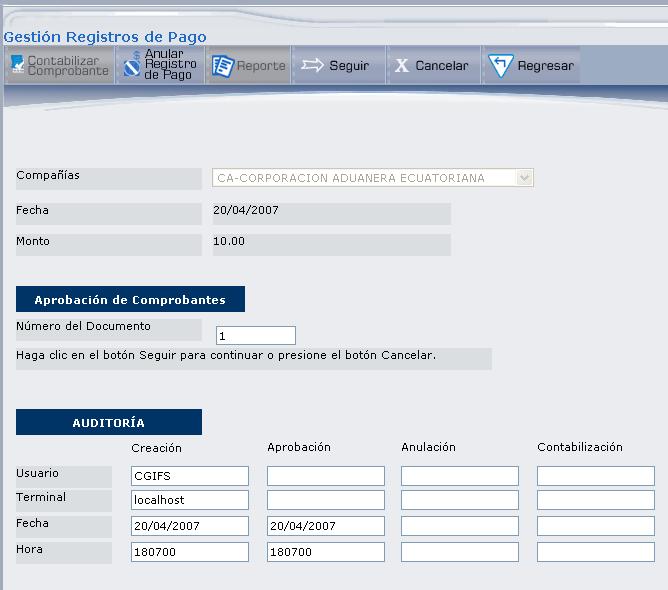 Gestión Registros de Pago
Contabilizar
Comprobante
Anular
Registro
de Pago
Reporte
Seguir
X Cancelar
Regresar
Compañías
CA-CORPORACION ADUANERA ECUATORIANA
Fecha
20/04/2007
Monto
10.00
Aprobación de Comprobantes
Número del Documento
1
Haga clic en el botón Seguir para continuar o presione el botón Cancelar.
AUDITORÍA
Creación Aprobación Anulación Contabilización
Usuario CGIFS
Terminal localhost
Fecha 20/04/2007 20/04/2007
Hora 180700 180700